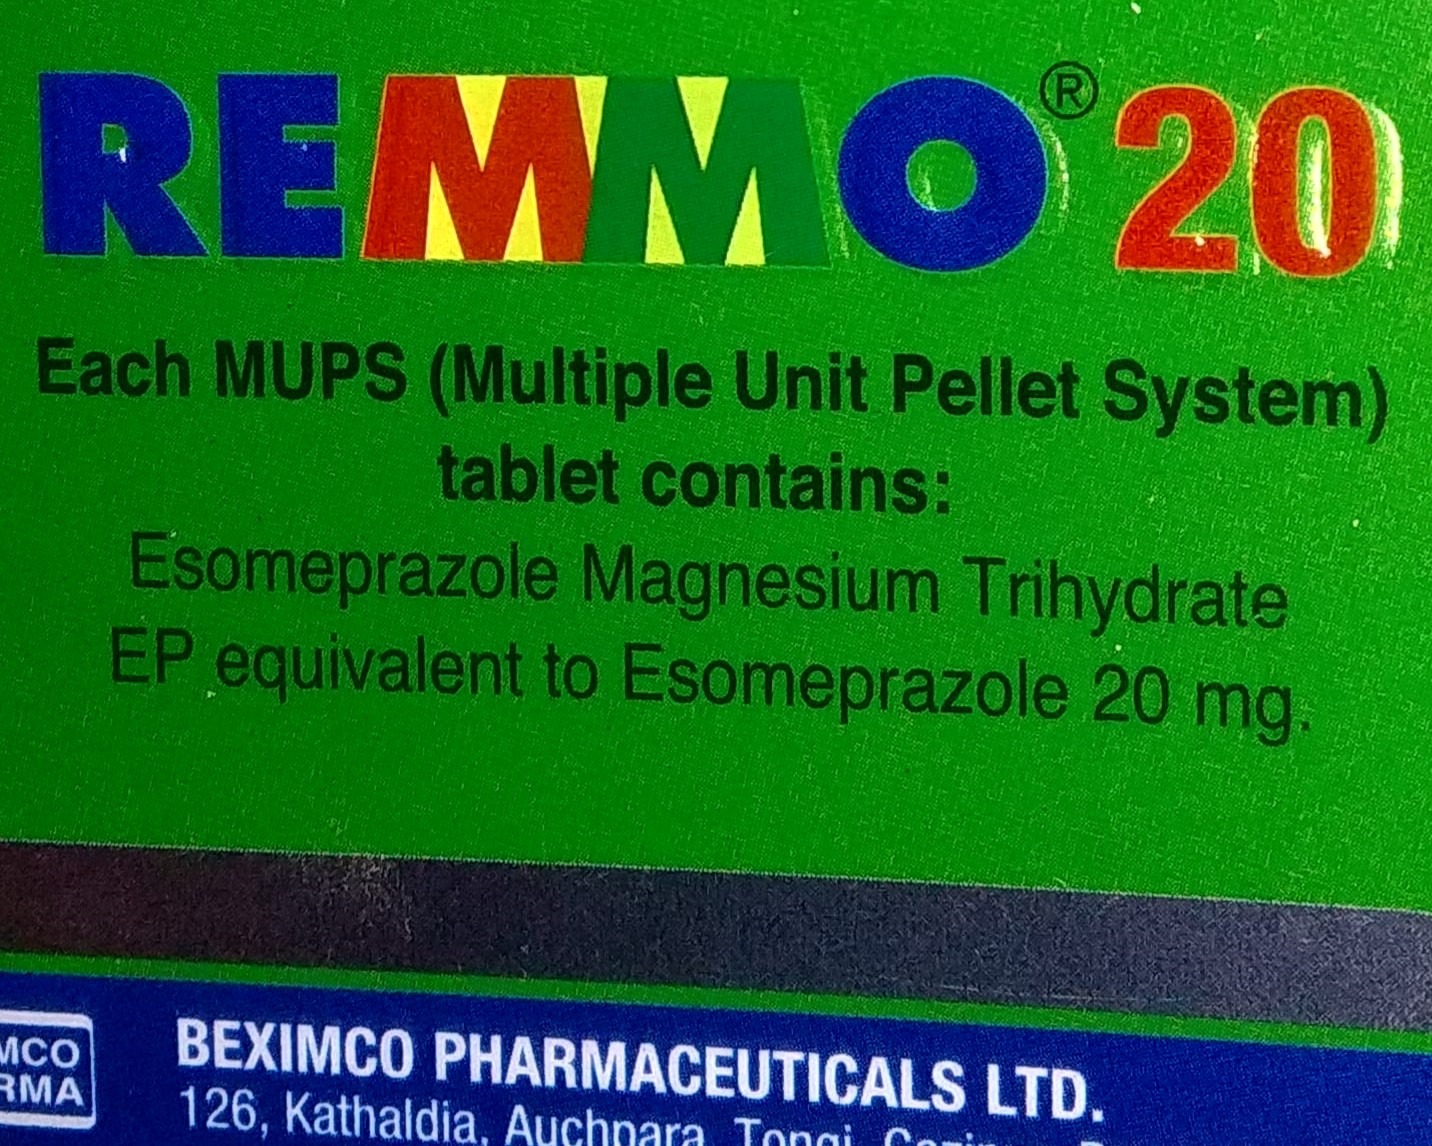 REMMO® 20
Each MUPS (Multiple Unit Pellet System)
tablet contains:
Esomeprazole Magnesium Trihydrate
EP equivalent to Esomeprazole 20 mg.
MCO
RMA
BEXIMCO PHARMACEUTICALS LTD.
126, Kathaldia, Auchpara, Tongi,